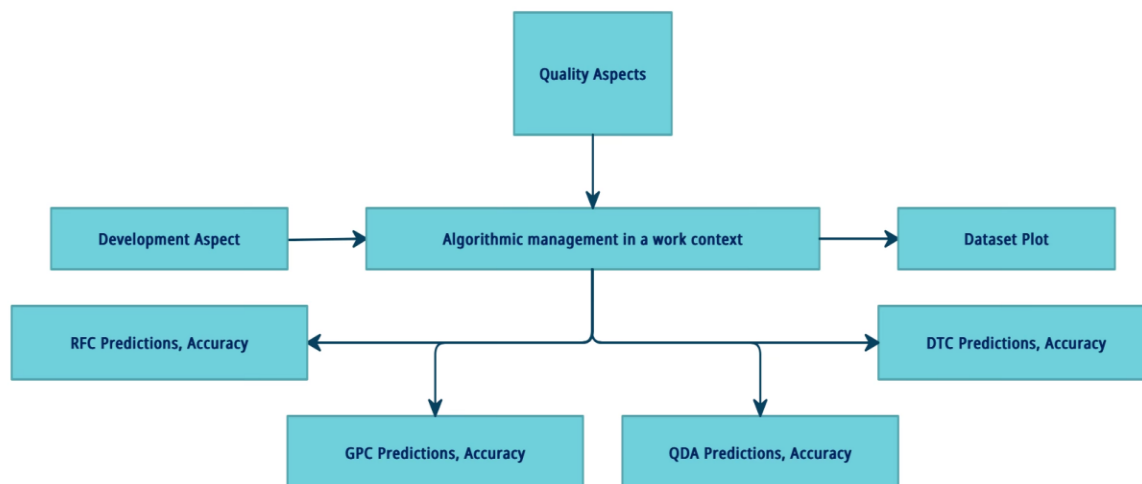 Quality Aspects
Development Aspect
Algorithmic management in a work context
Dataset Plot
RFC Predictions, Accuracy
DTC Predictions, Accuracy
GPC Predictions, Accuracy
QDA Predictions, Accuracy